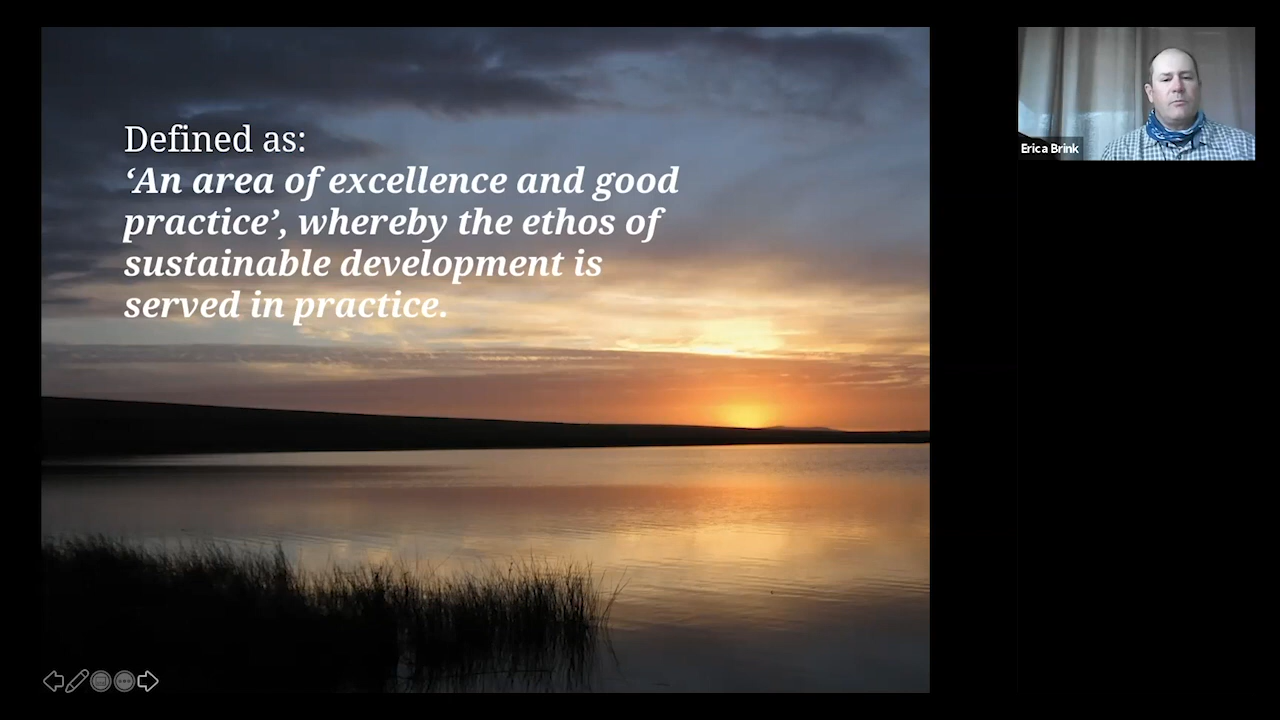 Defined as:
‘An area of excellence and good
practice’, whereby the ethos of
sustainable development is
served in practice.
Erica Brink